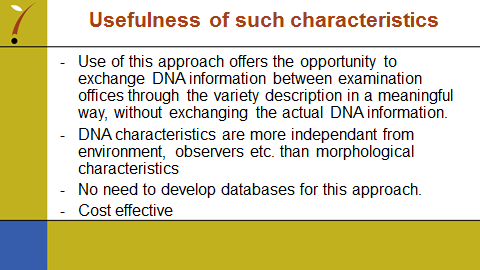 Usefulness of such characteristics
- Use of this approach offers the opportunity to
exchange DNA information between examination
offices through the variety description in a meaningful
way, without exchanging the actual DNA information.
- DNA characteristics are more independant from
environment, observers etc. than morphological
characteristics
- No need to develop databases for this approach.
- Cost effective